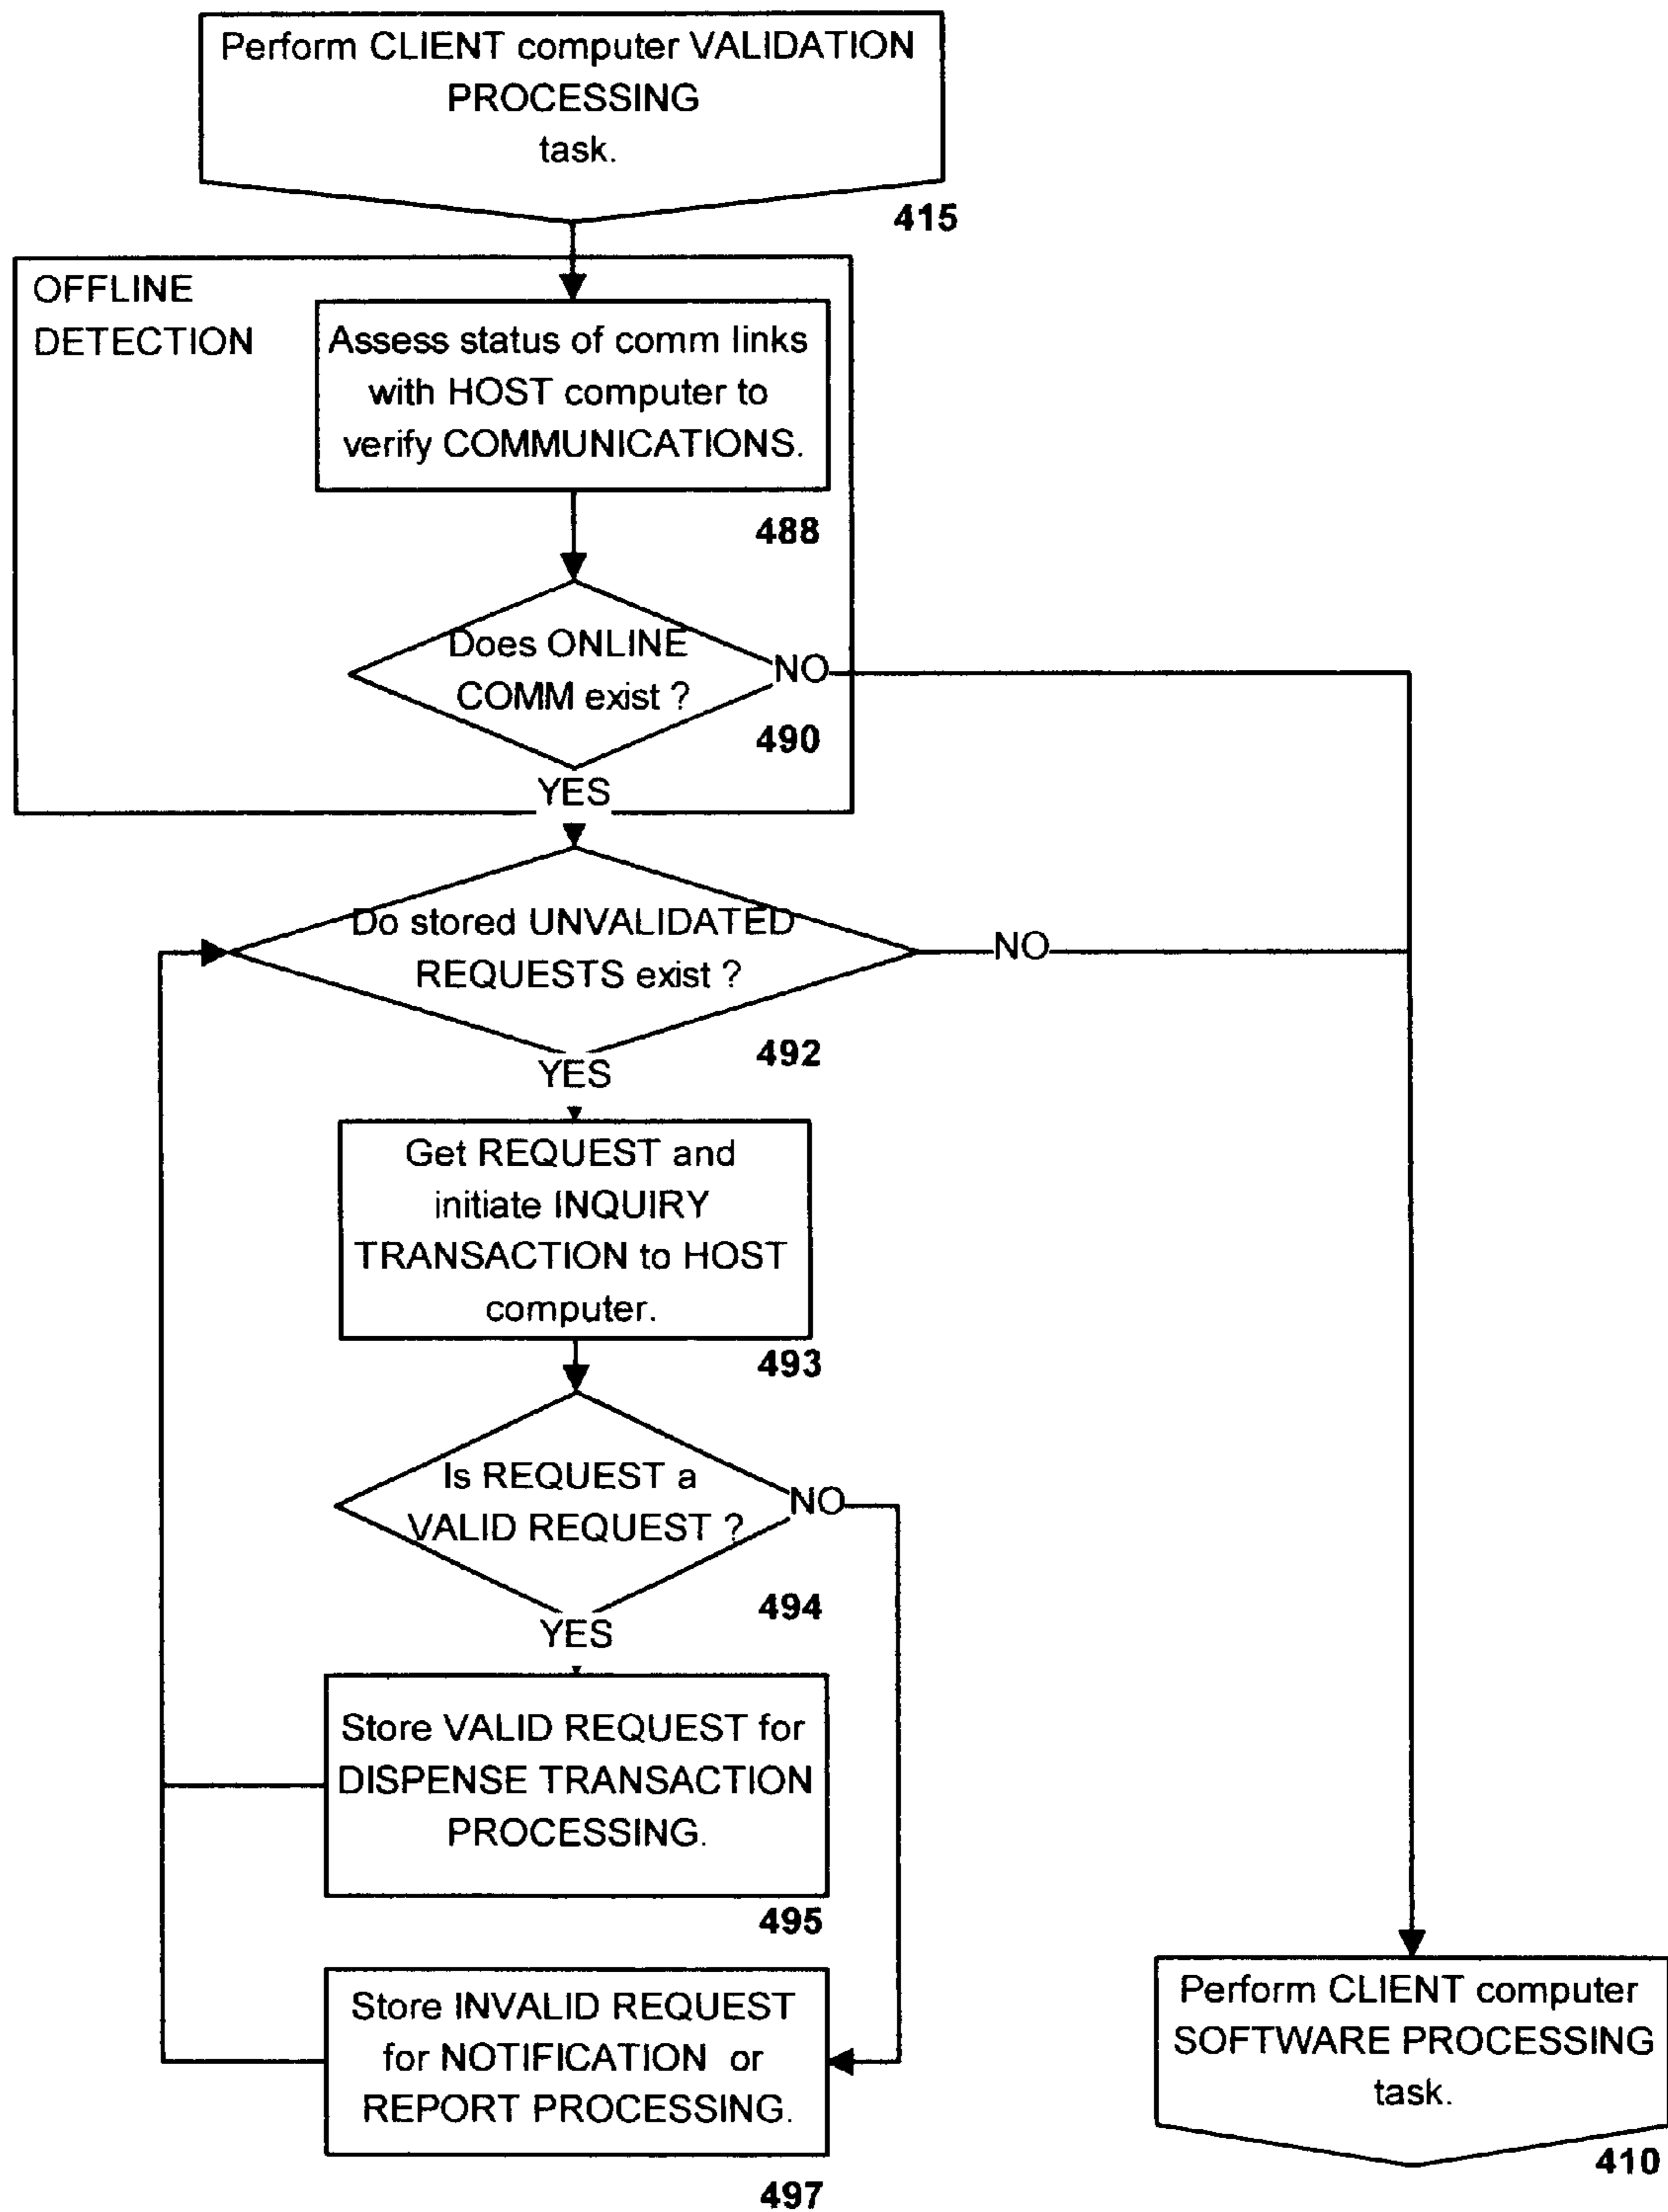 Perform CLIENT computer VALIDATION
PROCESSING
task.
415
OFFLINE
DETECTION
Assess status of comm links
with HOST computer to
verify COMMUNICATIONS.
488
Does ONLINE
COMM exist ?
NO
490
YES
Do stored UNVALIDATED
REQUESTS exist ?
NO
492
YES
Get REQUEST and
initiate INQUIRY
TRANSACTION to HOST
computer.
493
Is REQUEST a
VALID REQUEST ?
NO
494
YES
Store VALID REQUEST for
DISPENSE TRANSACTION
PROCESSING.
495
Store INVALID REQUEST
for NOTIFICATION or
REPORT PROCESSING.
497
Perform CLIENT computer
SOFTWARE PROCESSING
task.
410